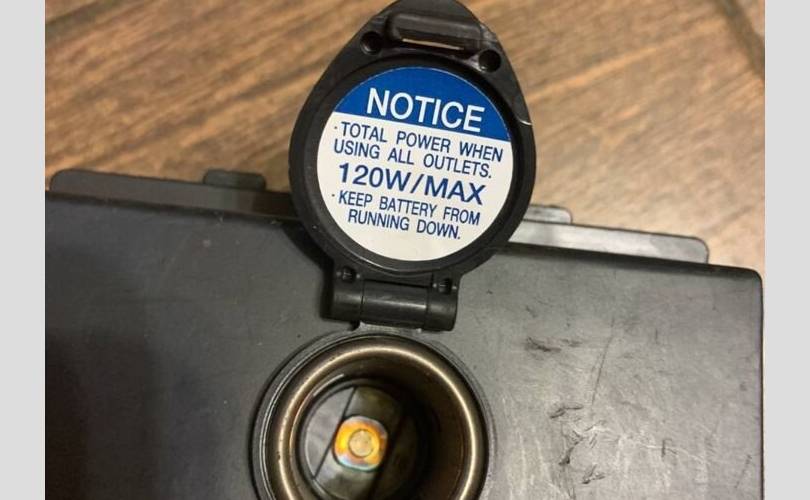 NOTICE
· TOTAL POWER WHEN
USING ALL OUTLETS.
120W/MAX
· KEEP BATTERY FROM
RUNNING DOWN.